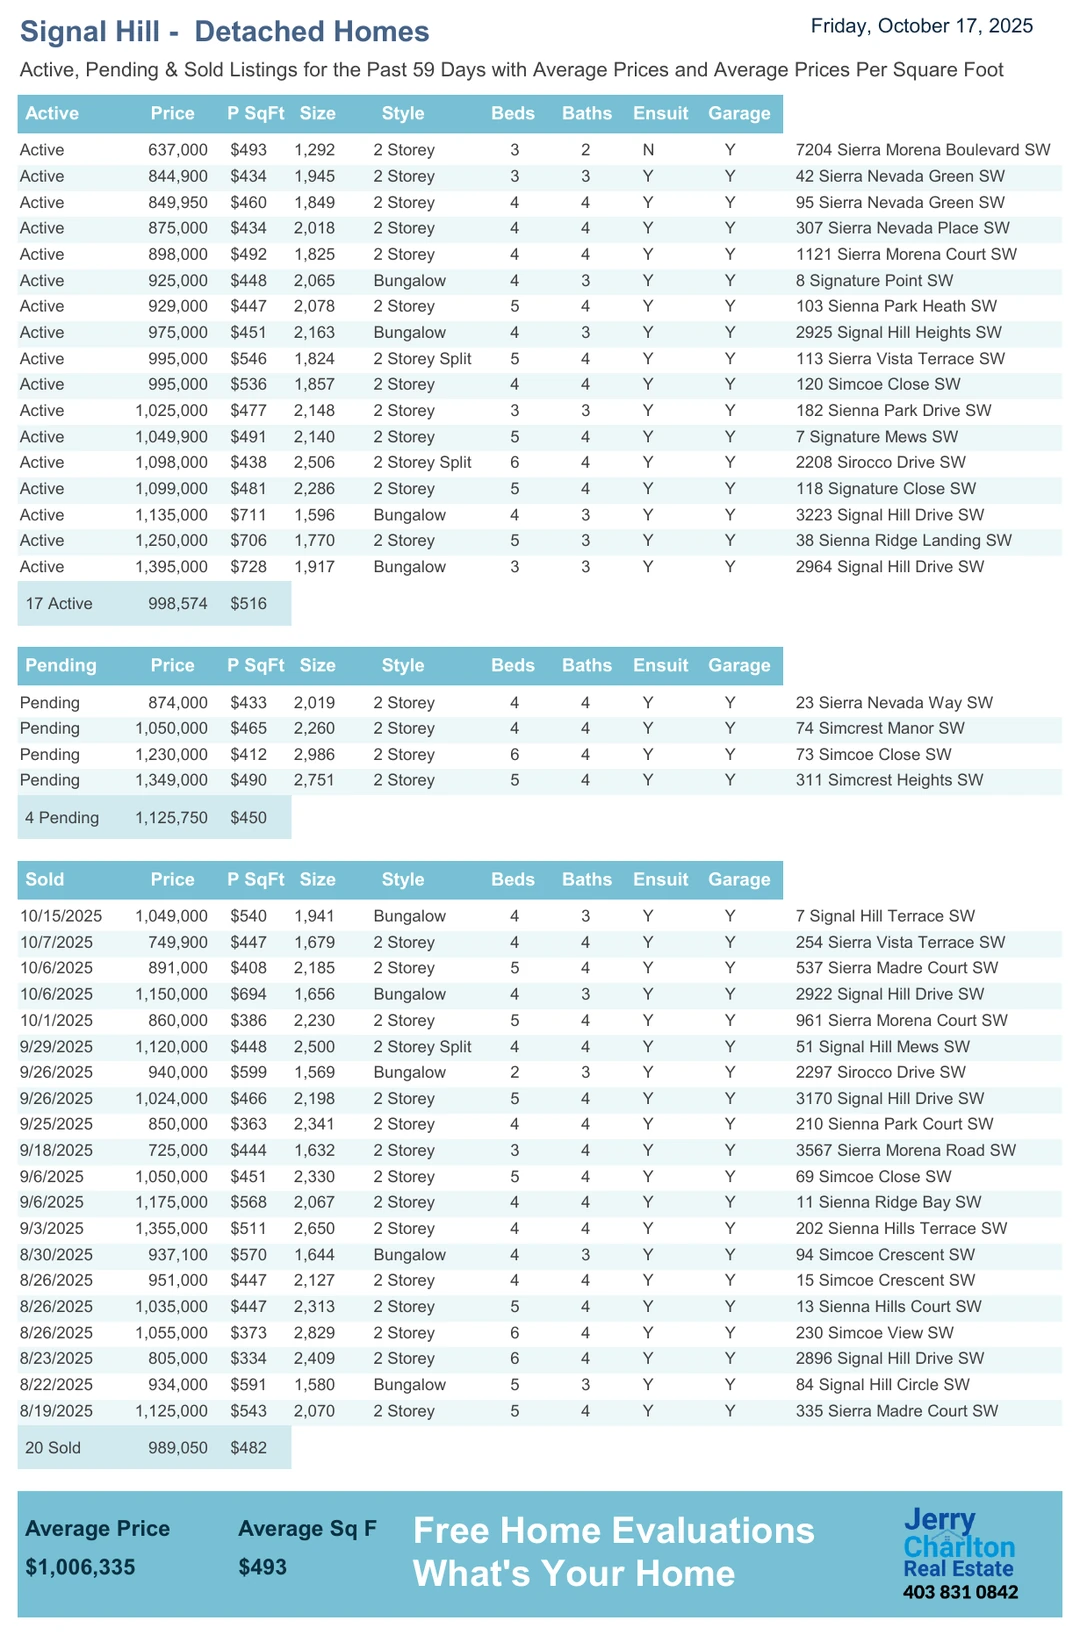 Signal Hill - Detached Homes
Friday, October 17, 2025
Active, Pending & Sold Listings for the Past 59 Days with Average Prices and Average Prices Per Square Foot
Active Price P SqFt Size Style Beds Baths Ensuit Garage
Active 637,000 $493 1,292 2 Storey 3 2 N Y 7204 Sierra Morena Boulevard SW
Active 844,900 $434 1,945 2 Storey 3 3 Y Y 42 Sierra Nevada Green SW
Active 849,950 $460 1,849 2 Storey 4 4 Y Y 95 Sierra Nevada Green SW
Active 875,000 $434 2,018 2 Storey 4 4 Y Y 307 Sierra Nevada Place SW
Active 898,000 $492 1,825 2 Storey 4 4 Y Y 1121 Sierra Morena Court SW
Active 925,000 $448 2,065 Bungalow 4 3 Y Y 8 Signature Point SW
Active 929,000 $447 2,078 2 Storey 5 4 Y Y 103 Sienna Park Heath SW
Active 975,000 $451 2,163 Bungalow 4 3 Y Y 2925 Signal Hill Heights SW
Active 995,000 $546 1,824 2 Storey Split 5 4 Y Y 113 Sierra Vista Terrace SW
Active 995,000 $536 1,857 2 Storey 4 4 Y Y 120 Simcoe Close SW
Active 1,025,000 $477 2,148 2 Storey 3 3 Y Y 182 Sienna Park Drive SW
Active 1,049,900 $491 2,140 2 Storey 5 4 Y Y 7 Signature Mews SW
Active 1,098,000 $438 2,506 2 Storey Split 6 4 Y Y 2208 Sirocco Drive SW
Active 1,099,000 $481 2,286 2 Storey 5 4 Y Y 118 Signature Close SW
Active 1,135,000 $711 1,596 Bungalow 4 3 Y Y 3223 Signal Hill Drive SW
Active 1,250,000 $706 1,770 2 Storey 5 3 Y Y 38 Sienna Ridge Landing SW
Active 1,395,000 $728 1,917 Bungalow 3 3 Y Y 2964 Signal Hill Drive SW
17 Active 998,574 $516
Pending Price P SqFt Size Style Beds Baths Ensuit Garage
Pending 874,000 $433 2,019 2 Storey 4 4 Y Y 23 Sierra Nevada Way SW
Pending 1,050,000 $465 2,260 2 Storey 4 4 Y Y 74 Simcrest Manor SW
Pending 1,230,000 $412 2,986 2 Storey 6 4 Y Y 73 Simcoe Close SW
Pending 1,349,000 $490 2,751 2 Storey 5 4 Y Y 311 Simcrest Heights SW
4 Pending 1,125,750 $450
Sold Price P SqFt Size Style Beds Baths Ensuit Garage
10/15/2025 1,049,000 $540 1,941 Bungalow 4 3 Y Y 7 Signal Hill Terrace SW
10/7/2025 749,900 $447 1,679 2 Storey 4 4 Y Y 254 Sierra Vista Terrace SW
10/6/2025 891,000 $408 2,185 2 Storey 5 4 Y Y 537 Sierra Madre Court SW
10/6/2025 1,150,000 $694 1,656 Bungalow 4 3 Y Y 2922 Signal Hill Drive SW
10/1/2025 860,000 $386 2,230 2 Storey 5 4 Y Y 961 Sierra Morena Court SW
9/29/2025 1,120,000 $448 2,500 2 Storey Split 4 4 Y Y 51 Signal Hill Mews SW
9/26/2025 940,000 $599 1,569 Bungalow 2 3 Y Y 2297 Sirocco Drive SW
9/26/2025 1,024,000 $466 2,198 2 Storey 5 4 Y Y 3170 Signal Hill Drive SW
9/25/2025 850,000 $363 2,341 2 Storey 4 4 Y Y 210 Sienna Park Court SW
9/18/2025 725,000 $444 1,632 2 Storey 3 4 Y Y 3567 Sierra Morena Road SW
9/6/2025 1,050,000 $451 2,330 2 Storey 5 4 Y Y 69 Simcoe Close SW
9/6/2025 1,175,000 $568 2,067 2 Storey 4 4 Y Y 11 Sienna Ridge Bay SW
9/3/2025 1,355,000 $511 2,650 2 Storey 4 4 Y Y 202 Sienna Hills Terrace SW
8/30/2025 937,100 $570 1,644 Bungalow 4 3 Y Y 94 Simcoe Crescent SW
8/26/2025 951,000 $447 2,127 2 Storey 4 4 Y Y 15 Simcoe Crescent SW
8/26/2025 1,035,000 $447 2,313 2 Storey 5 4 Y Y 13 Sienna Hills Court SW
8/26/2025 1,055,000 $373 2,829 2 Storey 6 4 Y Y 230 Simcoe View SW
8/23/2025 805,000 $334 2,409 2 Storey 6 4 Y Y 2896 Signal Hill Drive SW
8/22/2025 934,000 $591 1,580 Bungalow 5 3 Y Y 84 Signal Hill Circle SW
8/19/2025 1,125,000 $543 2,070 2 Storey 5 4 Y Y 335 Sierra Madre Court SW
20 Sold 989,050 $482
Average Price Average Sq F
$1,006,335 $493
Free Home Evaluations
What's Your Home
Jerry
Charlton
Real Estate
403 831 0842